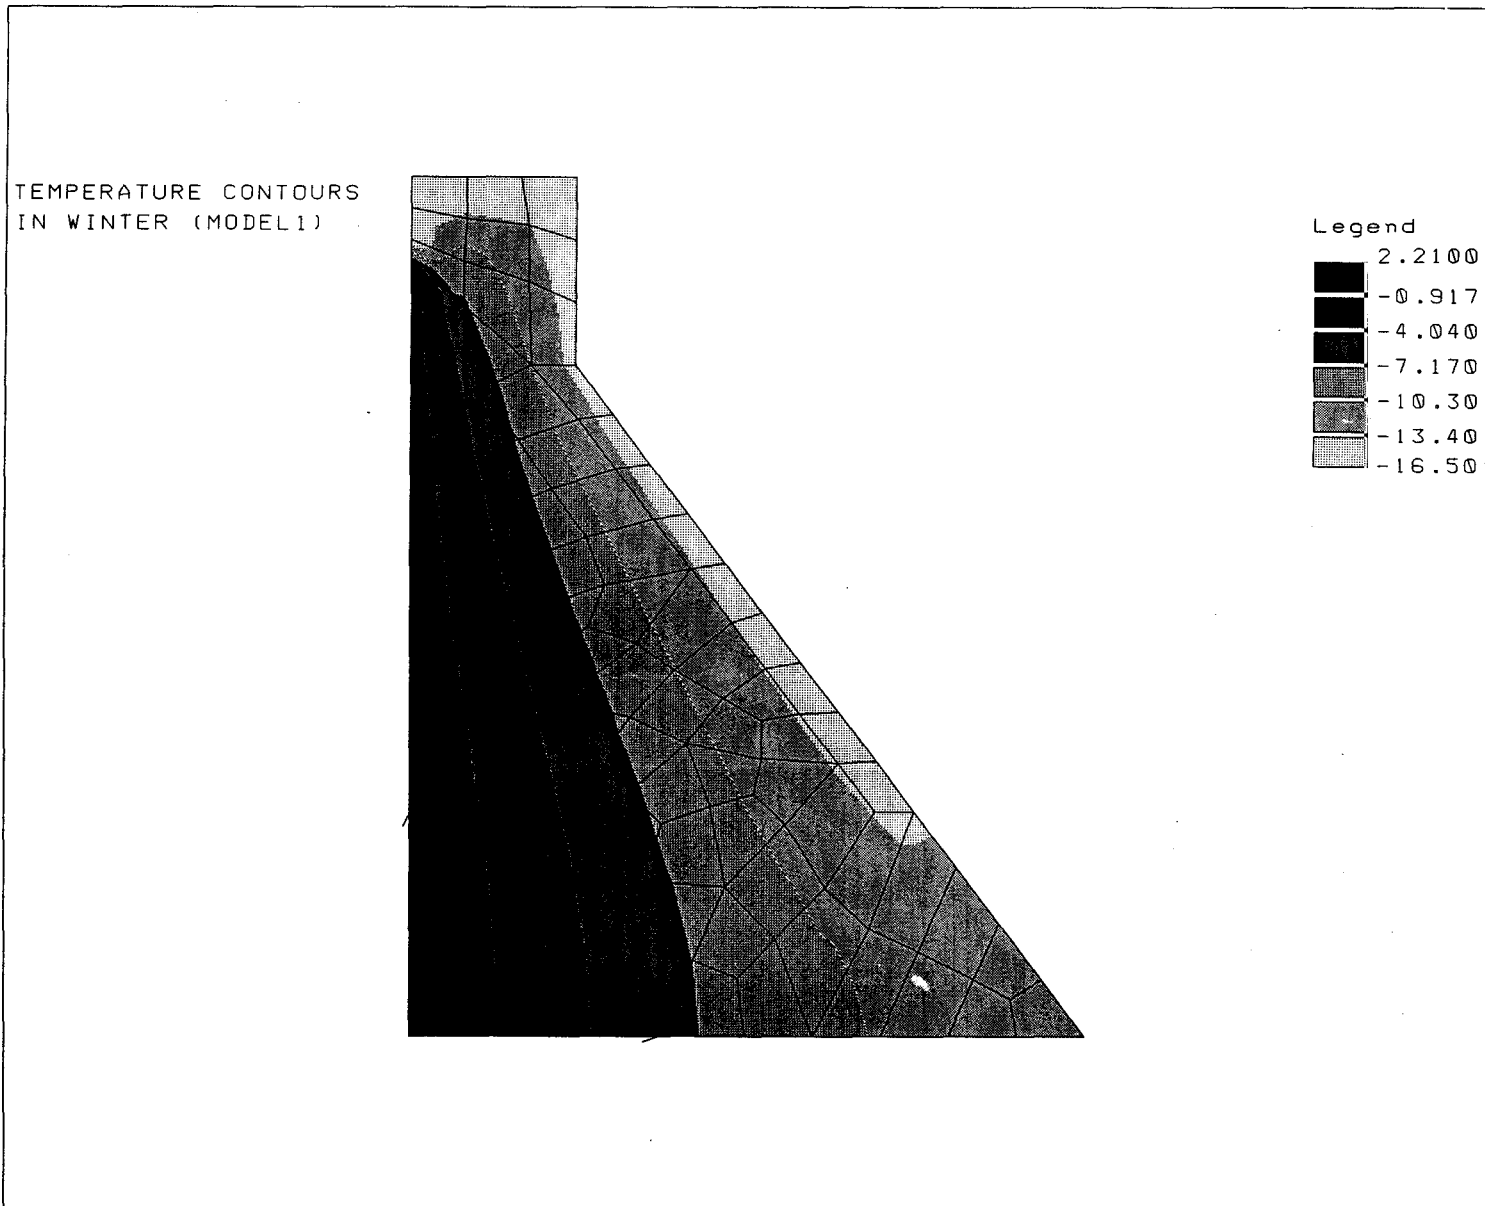 TEMPERATURE CONTOURS
IN WINTER (MODEL1)
Legend
2.2100
-0.917
-4.040
-7.170
-10.30
-13.40
-16.50